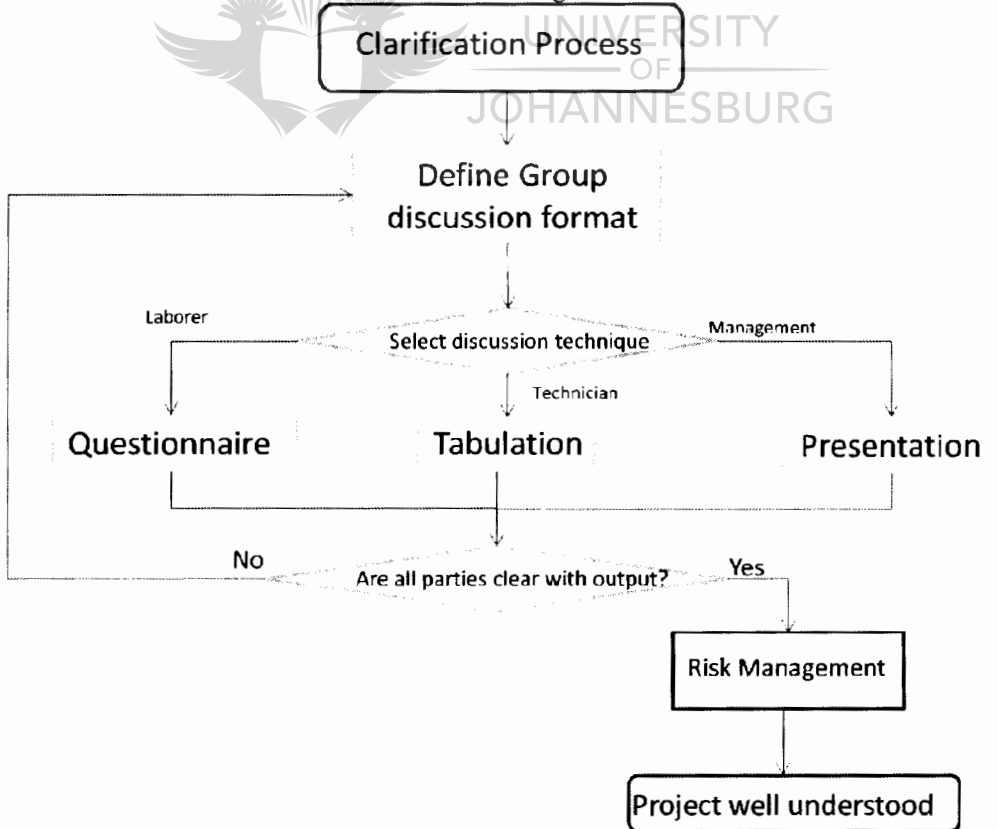 UNIVERSITY
OF
JOHANNESBURG
Clarification Process
Define Group
discussion format
Laborer
Select discussion technique
Management
Technician
Questionnaire
Tabulation
Presentation
No
Are all parties clear with output?
Yes
Risk Management
Project well understood